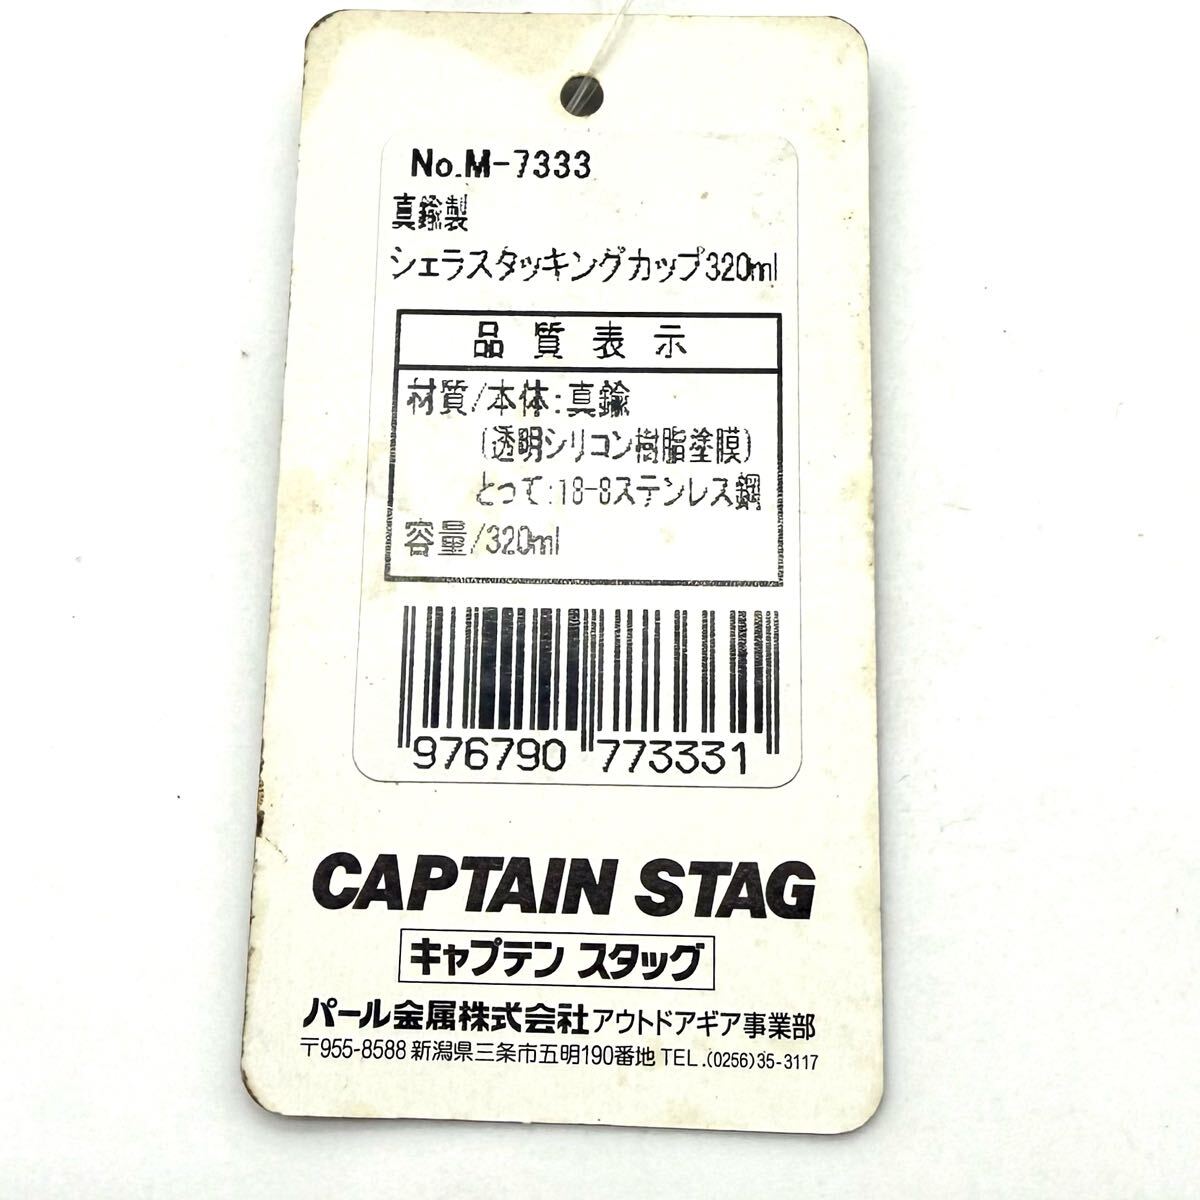 No.M-7333
真鍮製
シェラスタッキングカップ320ml
品質表示
材質/本体:真鍮
(透明シリコン樹脂塗膜)
とって:18-8ステンレス鋼
容量/320ml
976790 773331
CAPTAIN STAG
キャプテン スタッグ
パール金属株式会社アウトドアギア事業部
〒955-8588 新潟県三条市五明190番地 TEL.(0256)35-3117